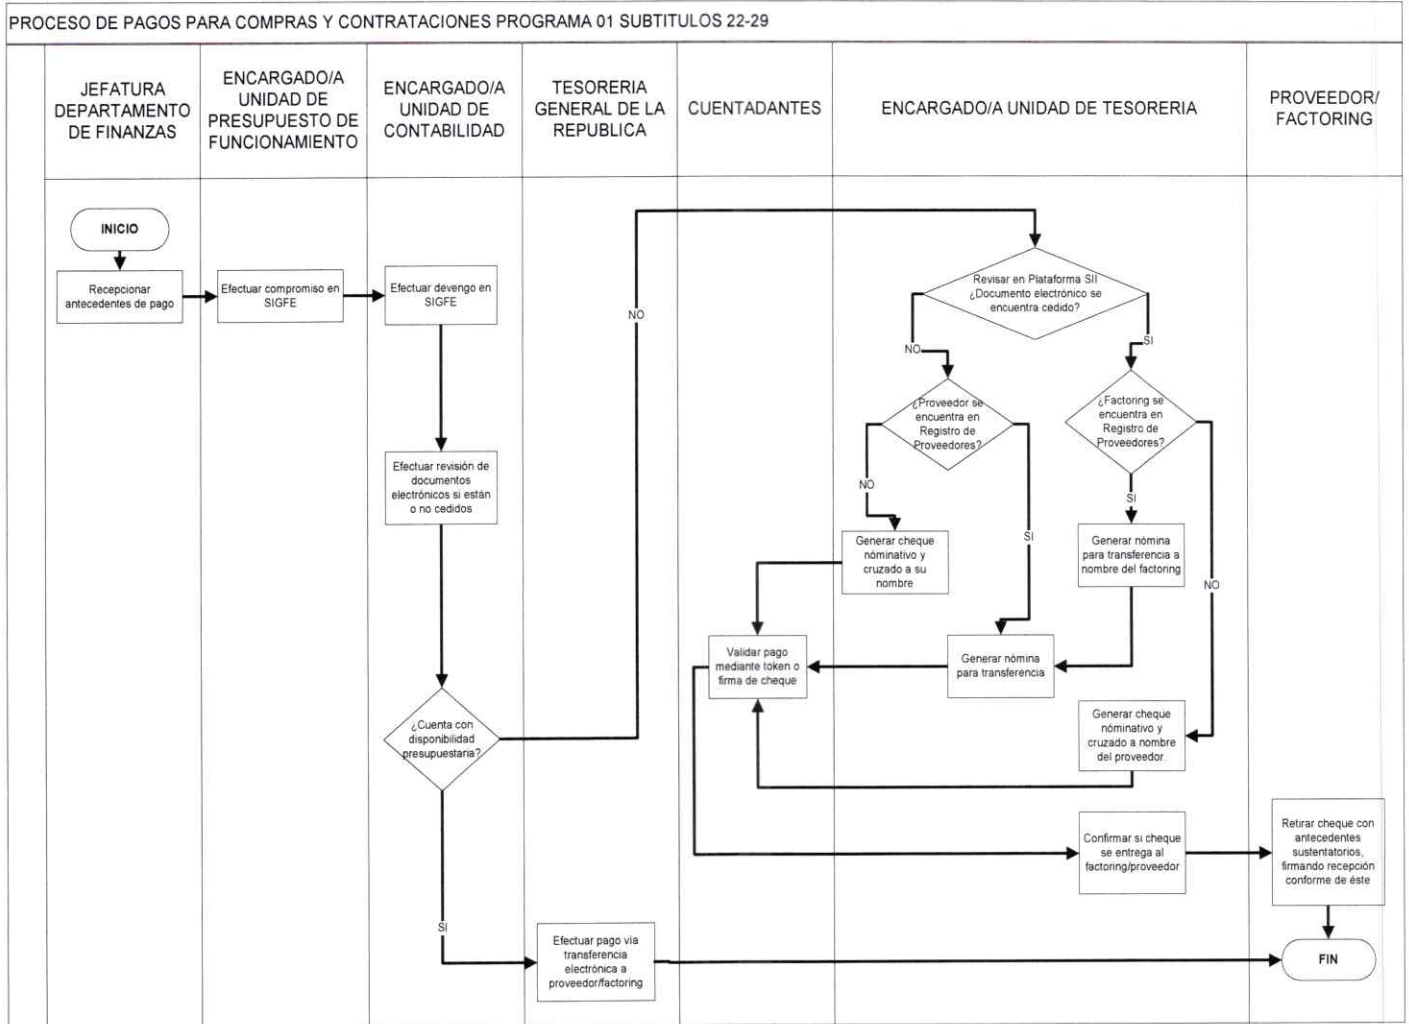 PROCESO DE PAGOS PARA COMPRAS Y CONTRATACIONES PROGRAMA 01 SUBTITULOS 22-29
JEFATURA
DEPARTAMENTO
DE FINANZAS
ENCARGADO/A
UNIDAD DE
PRESUPUESTO DE
FUNCIONAMIENTO
ENCARGADO/A
UNIDAD DE
CONTABILIDAD
TESORERIA
GENERAL DE LA
REPUBLICA
CUENTADANTES
ENCARGADO/A UNIDAD DE TESORERIA
PROVEEDOR/
FACTORING
INICIO
Recepcionar
antecedentes de pago
Efectuar compromiso en
SIGFE
Efectuar devengo en
SIGFE
Efectuar revisión de
documentos
electrónicos si están
o no cedidos
¿Cuenta con
disponibilidad
presupuestaria?
NO
SI
Revisar en Plataforma SII
¿Documento electrónico se
encuentra cedido?
NO
SI
¿Proveedor se
encuentra en
Registro de
Proveedores?
¿Factoring se
encuentra en
Registro de
Proveedores?
NO
SI
SI
NO
Generar cheque
nóminativo y
cruzado a su
nombre
Generar nómina
para transferencia a
nombre del factoring
Validar pago
mediante token o
firma de cheque
Generar nómina
para transferencia
Generar cheque
nóminativo y
cruzado a nombre
del proveedor.
Confirmar si cheque
se entrega al
factoring/proveedor
Retirar cheque con
antecedentes
sustentatorios,
firmando recepción
conforme de éste
Efectuar pago vía
transferencia
electrónica a
proveedor/factoring
FIN